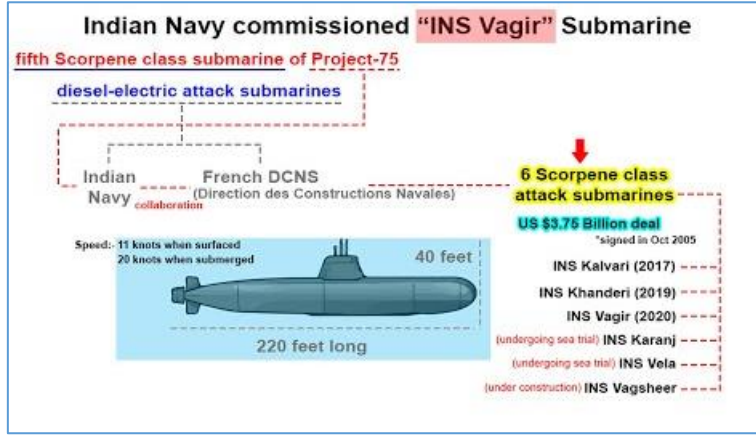 Indian Navy commissioned “INS Vagir” Submarine
fifth Scorpene class submarine of Project-75
diesel-electric attack submarines
Indian
Navy
collaboration
French DCNS
(Direction des Constructions Navales)
6 Scorpene class
attack submarines
US $3.75 Billion deal
*signed in Oct 2005
Speed:- 11 knots when surfaced
20 knots when submerged
40 feet
220 feet long
INS Kalvari (2017)
INS Khanderi (2019)
INS Vagir (2020)
(undergoing sea trial) INS Karanj
(undergoing sea trial) INS Vela
(under construction) INS Vagsheer